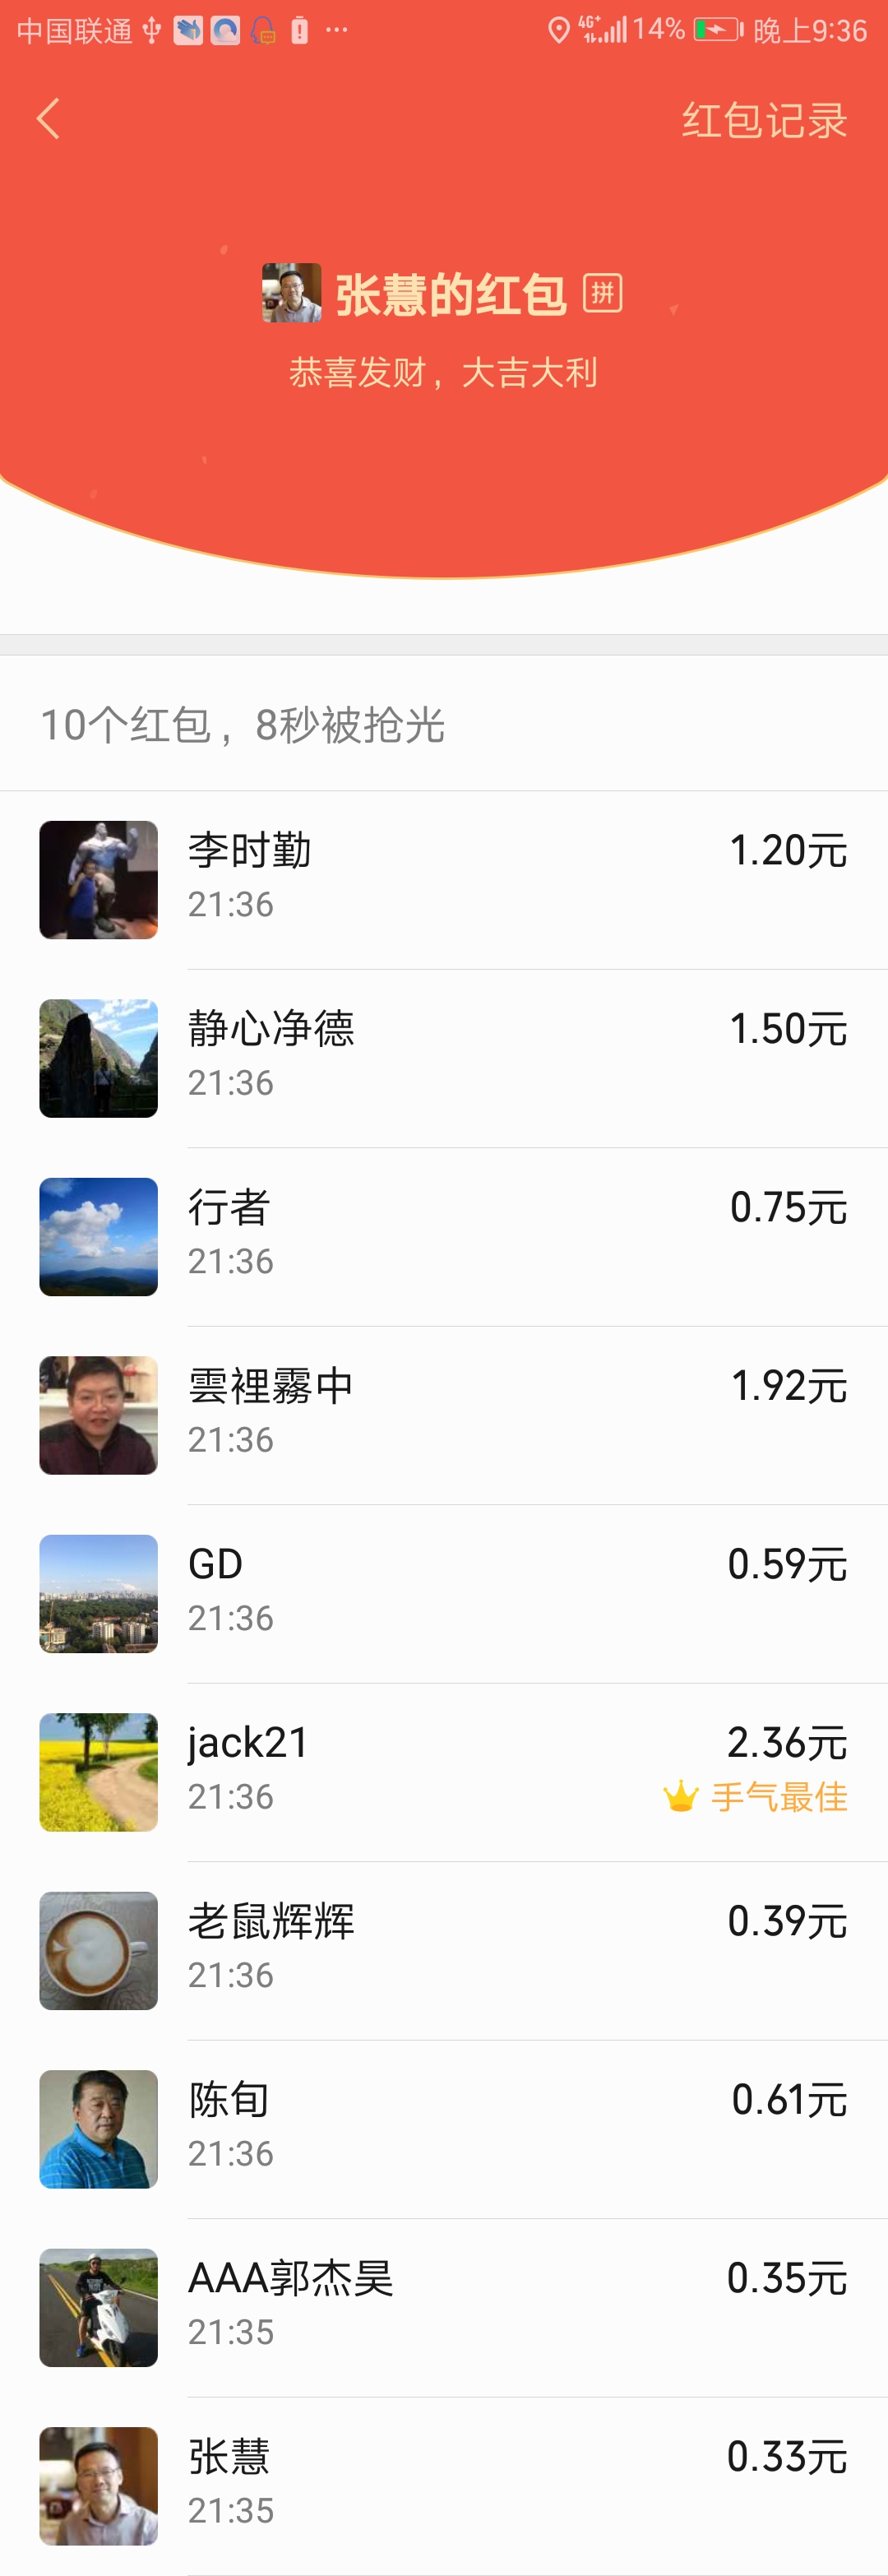 中国联通 ... 4G+ 14% 晚上9:36
红包记录
张慧的红包 拼
恭喜发财，大吉大利
10个红包，8秒被抢光
李时勤 1.20元
21:36
静心净德 1.50元
21:36
行者 0.75元
21:36
雲裡霧中 1.92元
21:36
GD 0.59元
21:36
jack21 2.36元
21:36 手气最佳
老鼠辉辉 0.39元
21:36
陈旬 0.61元
21:36
AAA郭杰昊 0.35元
21:35
张慧 0.33元
21:35